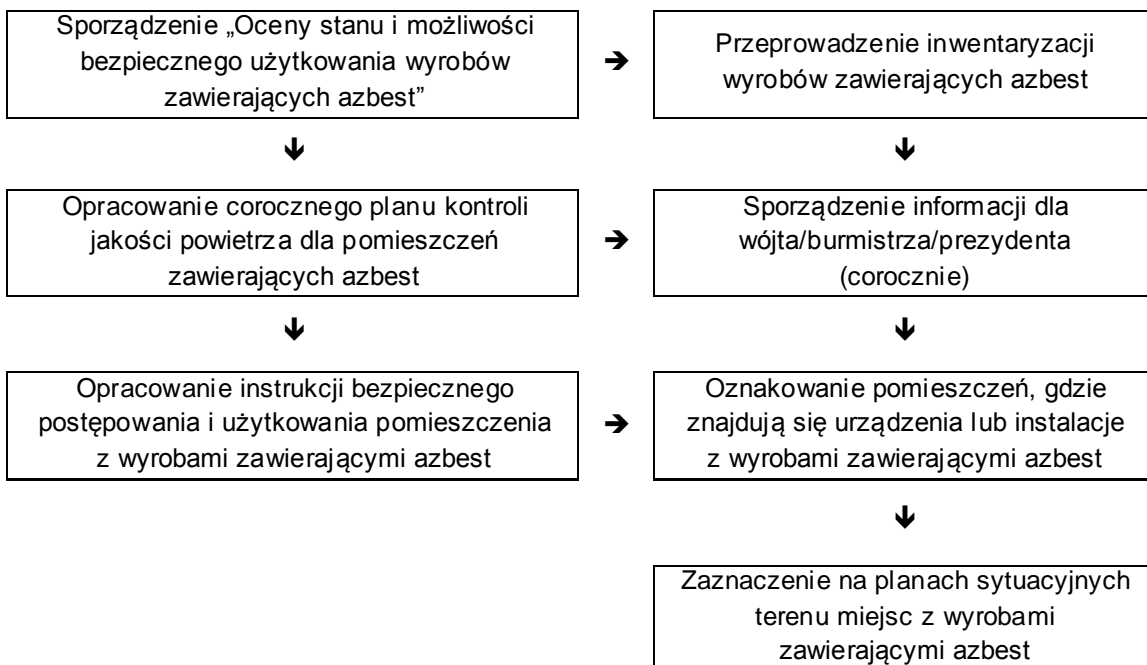 Sporządzenie „Oceny stanu i możliwości
bezpiecznego użytkowania wyrobów
zawierających azbest”
Przeprowadzenie inwentaryzacji
wyrobów zawierających azbest
Opracowanie corocznego planu kontroli
jakości powietrza dla pomieszczeń
zawierających azbest
Sporządzenie informacji dla
wójta/burmistrza/prezydenta
(corocznie)
Opracowanie instrukcji bezpiecznego
postępowania i użytkowania pomieszczenia
z wyrobami zawierającymi azbest
Oznakowanie pomieszczeń, gdzie
znajdują się urządzenia lub instalacje
z wyrobami zawierającymi azbest
Zaznaczenie na planach sytuacyjnych
terenu miejsc z wyrobami
zawierającymi azbest